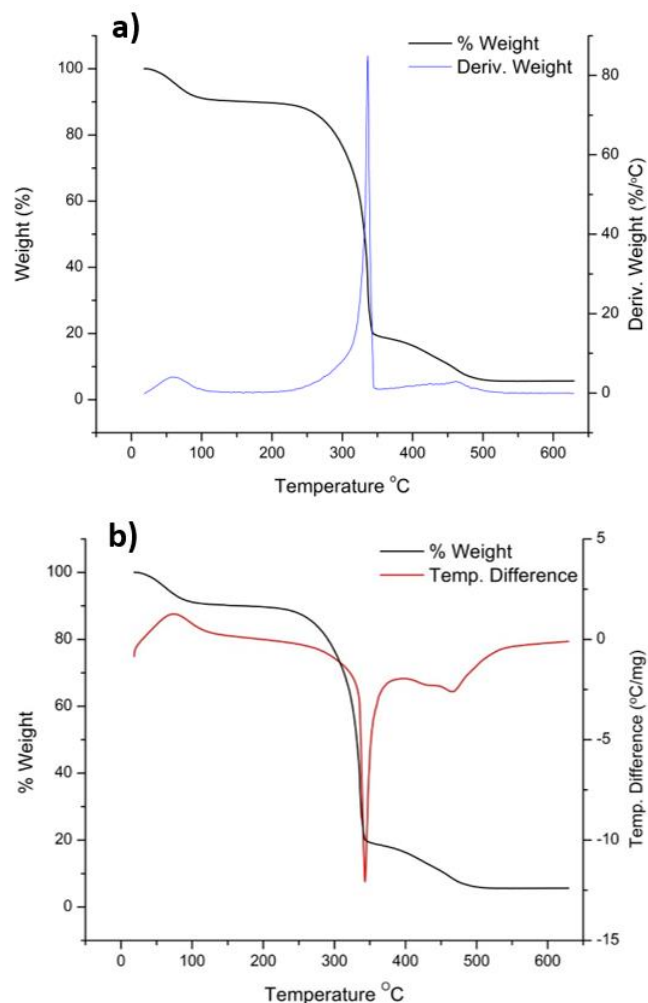 a)
% Weight
Deriv. Weight
100
80
60
40
20
0
Weight (%)
80
60
40
20
0
Deriv. Weight (%/°C)
0 100 200 300 400 500 600
Temperature °C
b)
% Weight
Temp. Difference
100
80
60
40
20
0
% Weight
5
0
-5
-10
-15
Temp. Difference (°C/mg)
0 100 200 300 400 500 600
Temperature °C